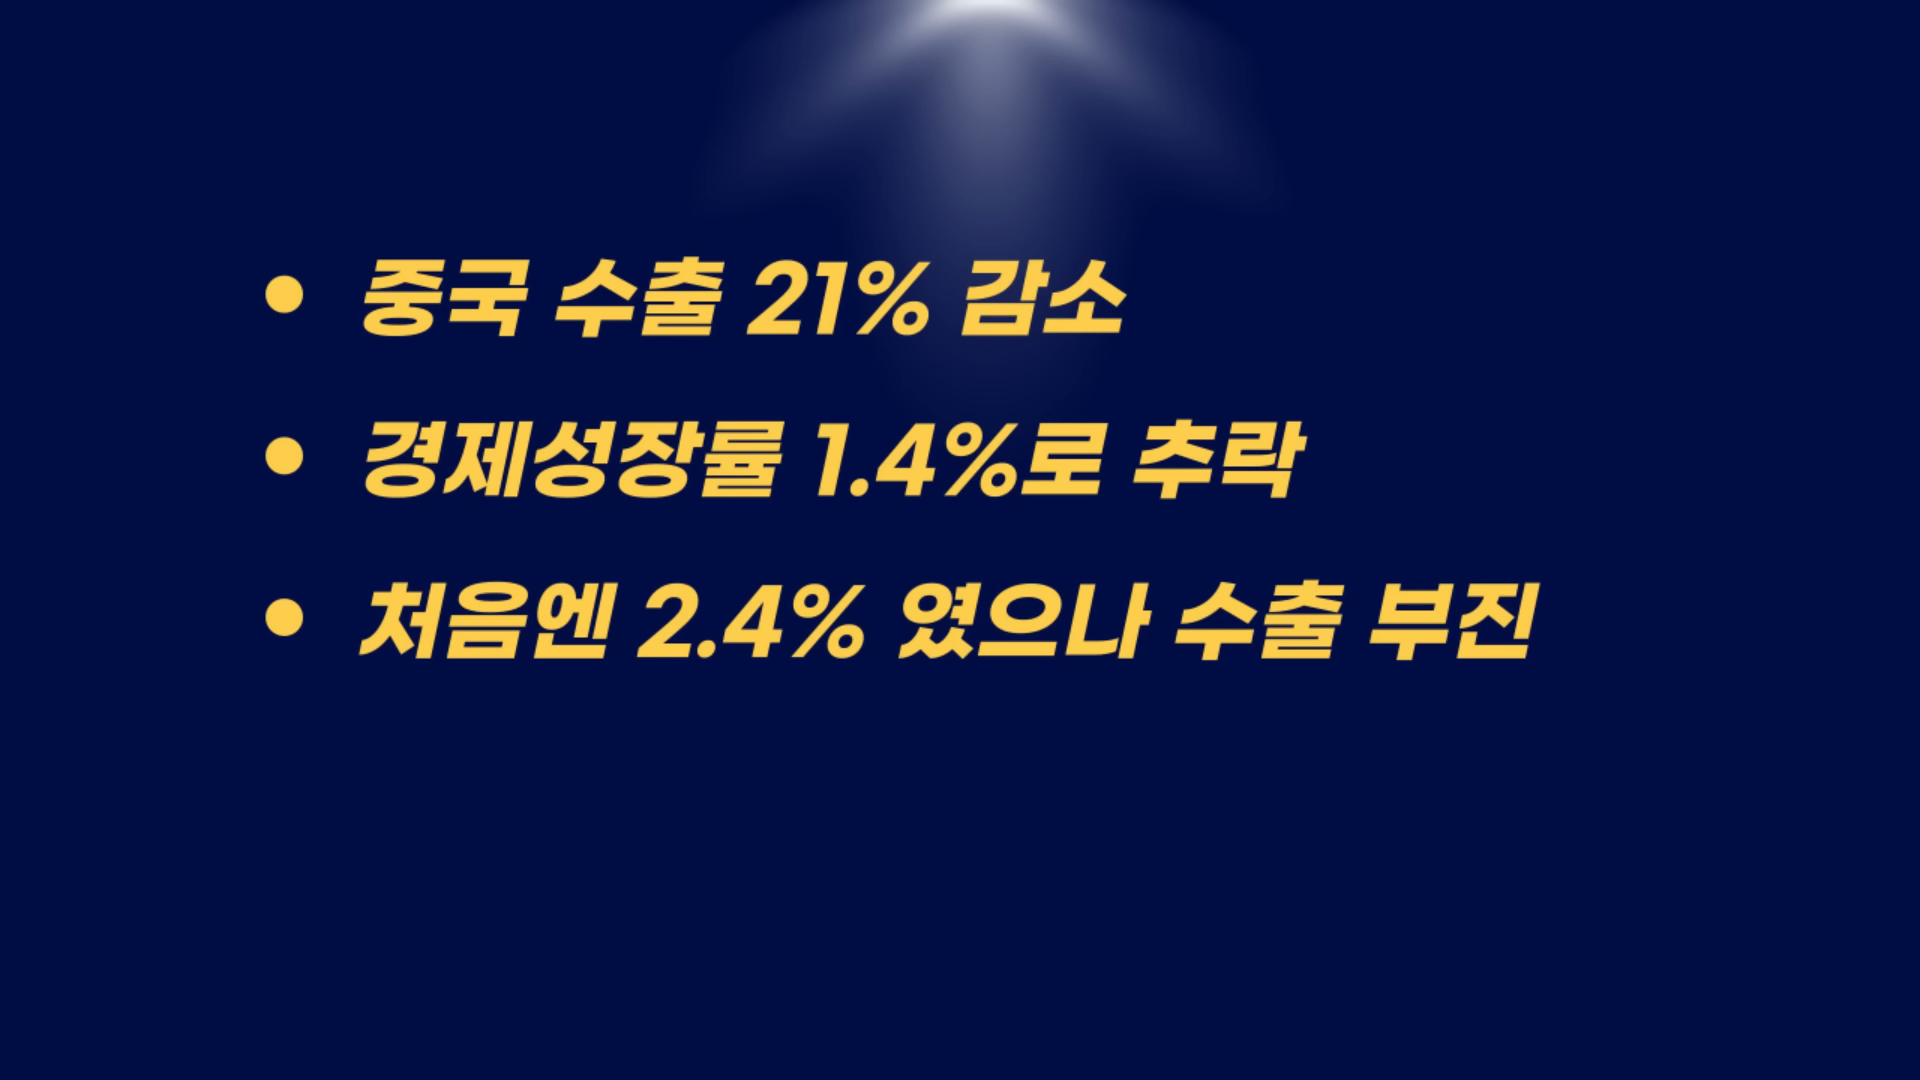 • 중국 수출 21% 감소
• 경제성장률 1.4%로 추락
• 처음엔 2.4% 였으나 수출 부진